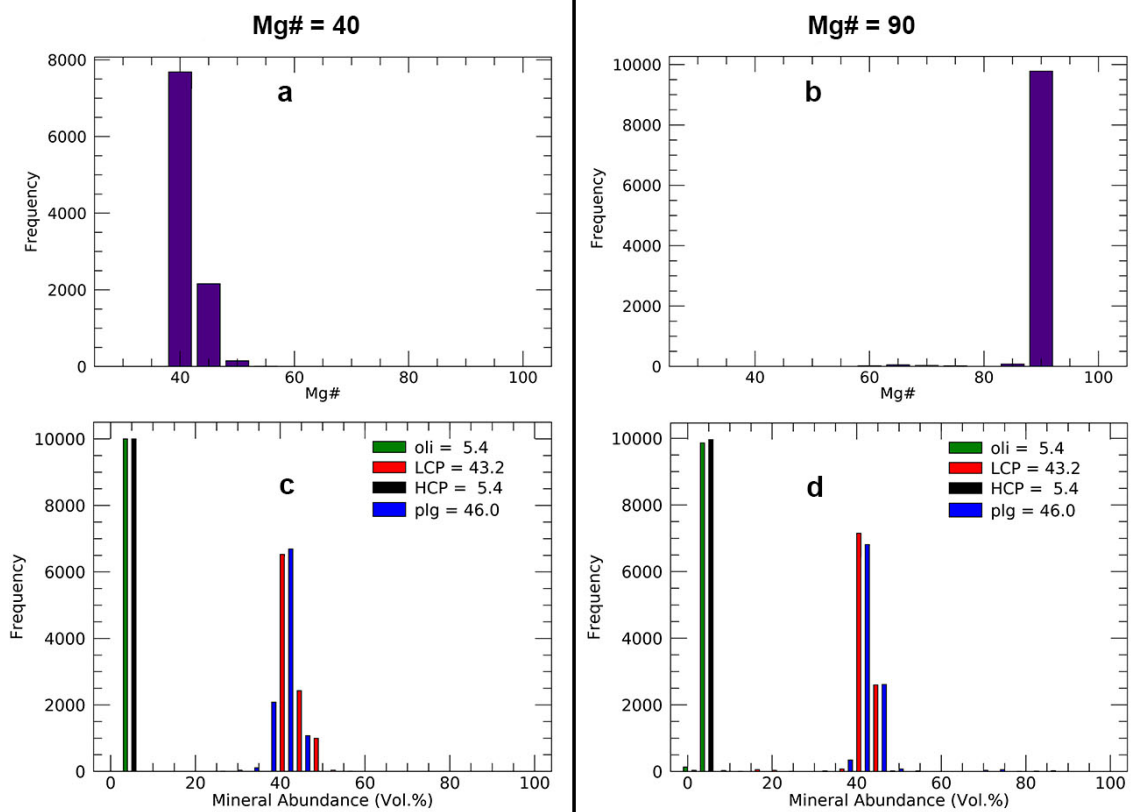 Mg# = 40
Mg# = 90
a
8000
6000
4000
2000
0
Frequency
40
60
80
100
Mg#
b
10000
8000
6000
4000
2000
0
Frequency
40
60
80
100
Mg#
c
10000
8000
6000
4000
2000
0
Frequency
oli = 5.4
LCP = 43.2
HCP = 5.4
plg = 46.0
0
20
40
60
80
100
Mineral Abundance (Vol.%)
d
10000
8000
6000
4000
2000
0
Frequency
oli = 5.4
LCP = 43.2
HCP = 5.4
plg = 46.0
0
20
40
60
80
100
Mineral Abundance (Vol.%)